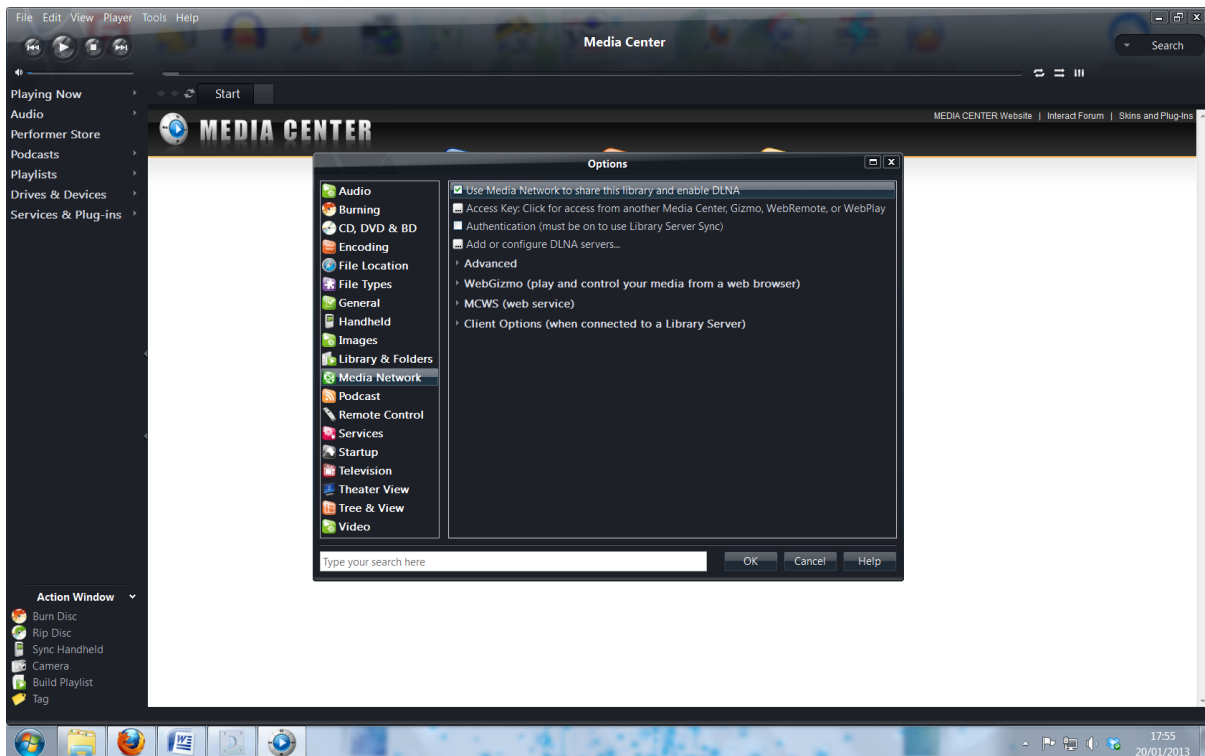 File Edit View Player Tools Help
Media Center
Search
Playing Now
Start
Audio
MEDIA CENTER Website | Interact Forum | Skins and Plug-Ins
MEDIA CENTER
Performer Store
Podcasts
Playlists
Drives & Devices
Services & Plug-ins
Options
Audio
Burning
CD, DVD & BD
Encoding
File Location
File Types
General
Handheld
Images
Library & Folders
Media Network
Podcast
Remote Control
Services
Startup
Television
Theater View
Tree & View
Video
Use Media Network to share this library and enable DLNA
Access Key: Click for access from another Media Center, Gizmo, WebRemote, or WebPlay
Authentication (must be on to use Library Server Sync)
Add or configure DLNA servers...
Advanced
WebGizmo (play and control your media from a web browser)
MCWS (web service)
Client Options (when connected to a Library Server)
Type your search here
OK Cancel Help
Action Window
Burn Disc
Rip Disc
Sync Handheld
Camera
Build Playlist
Tag
17:55
20/01/2013